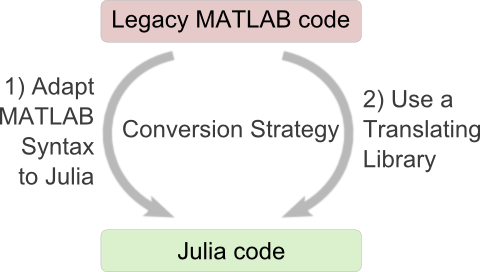 Legacy MATLAB code
1) Adapt
MATLAB
Syntax
to Julia
Conversion Strategy
2) Use a
Translating
Library
Julia code